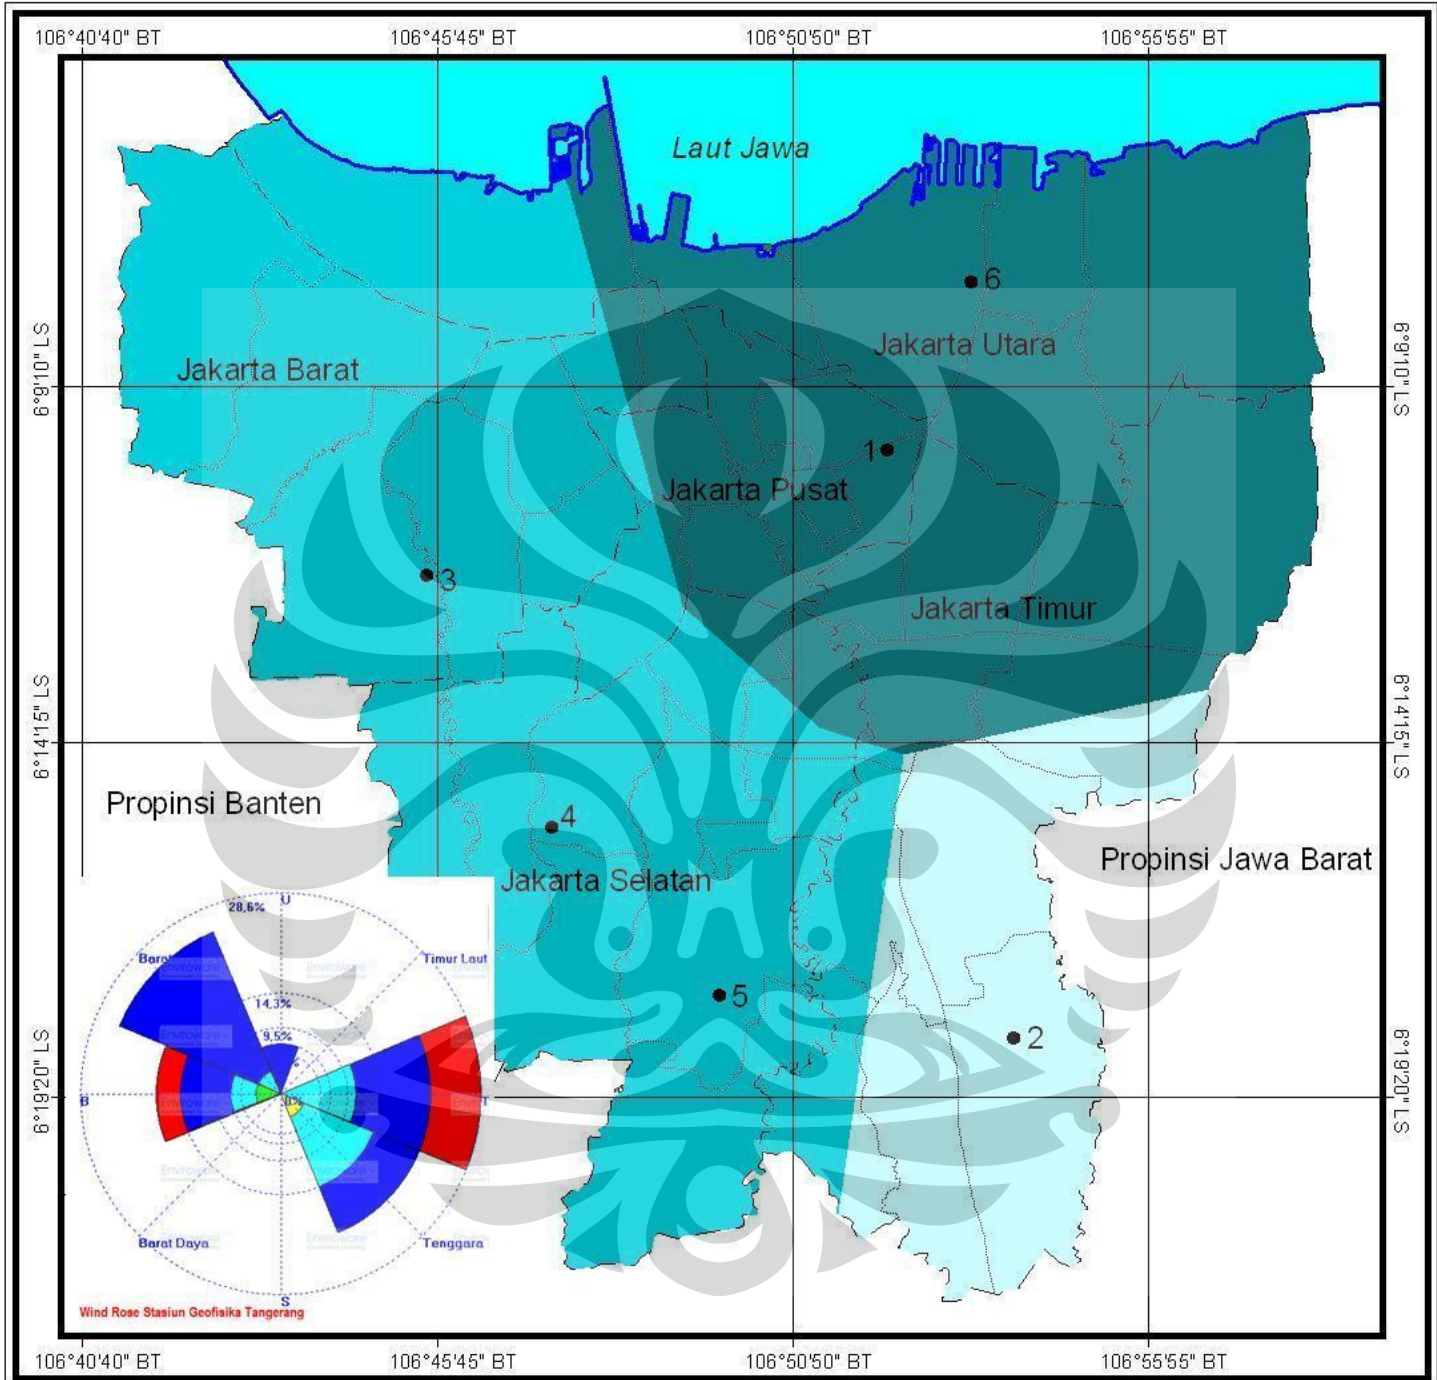 106°40'40" BT
106°45'45" BT
106°50'50" BT
106°55'55" BT
Laut Jawa
6
Jakarta Utara
6°9'10" LS
6°9'10" LS
Jakarta Barat
1
Jakarta Pusat
3
Jakarta Timur
6°14'15" LS
6°14'15" LS
Propinsi Banten
4
Propinsi Jawa Barat
Jakarta Selatan
28,6%
U
Barat
Timur Laut
14,3%
5
9,5%
2
6°19'20" LS
6°19'20" LS
B
0%
T
Barat Daya
Tenggara
S
Wind Rose Stasiun Geofisika Tangerang
106°40'40" BT
106°45'45" BT
106°50'50" BT
106°55'55" BT